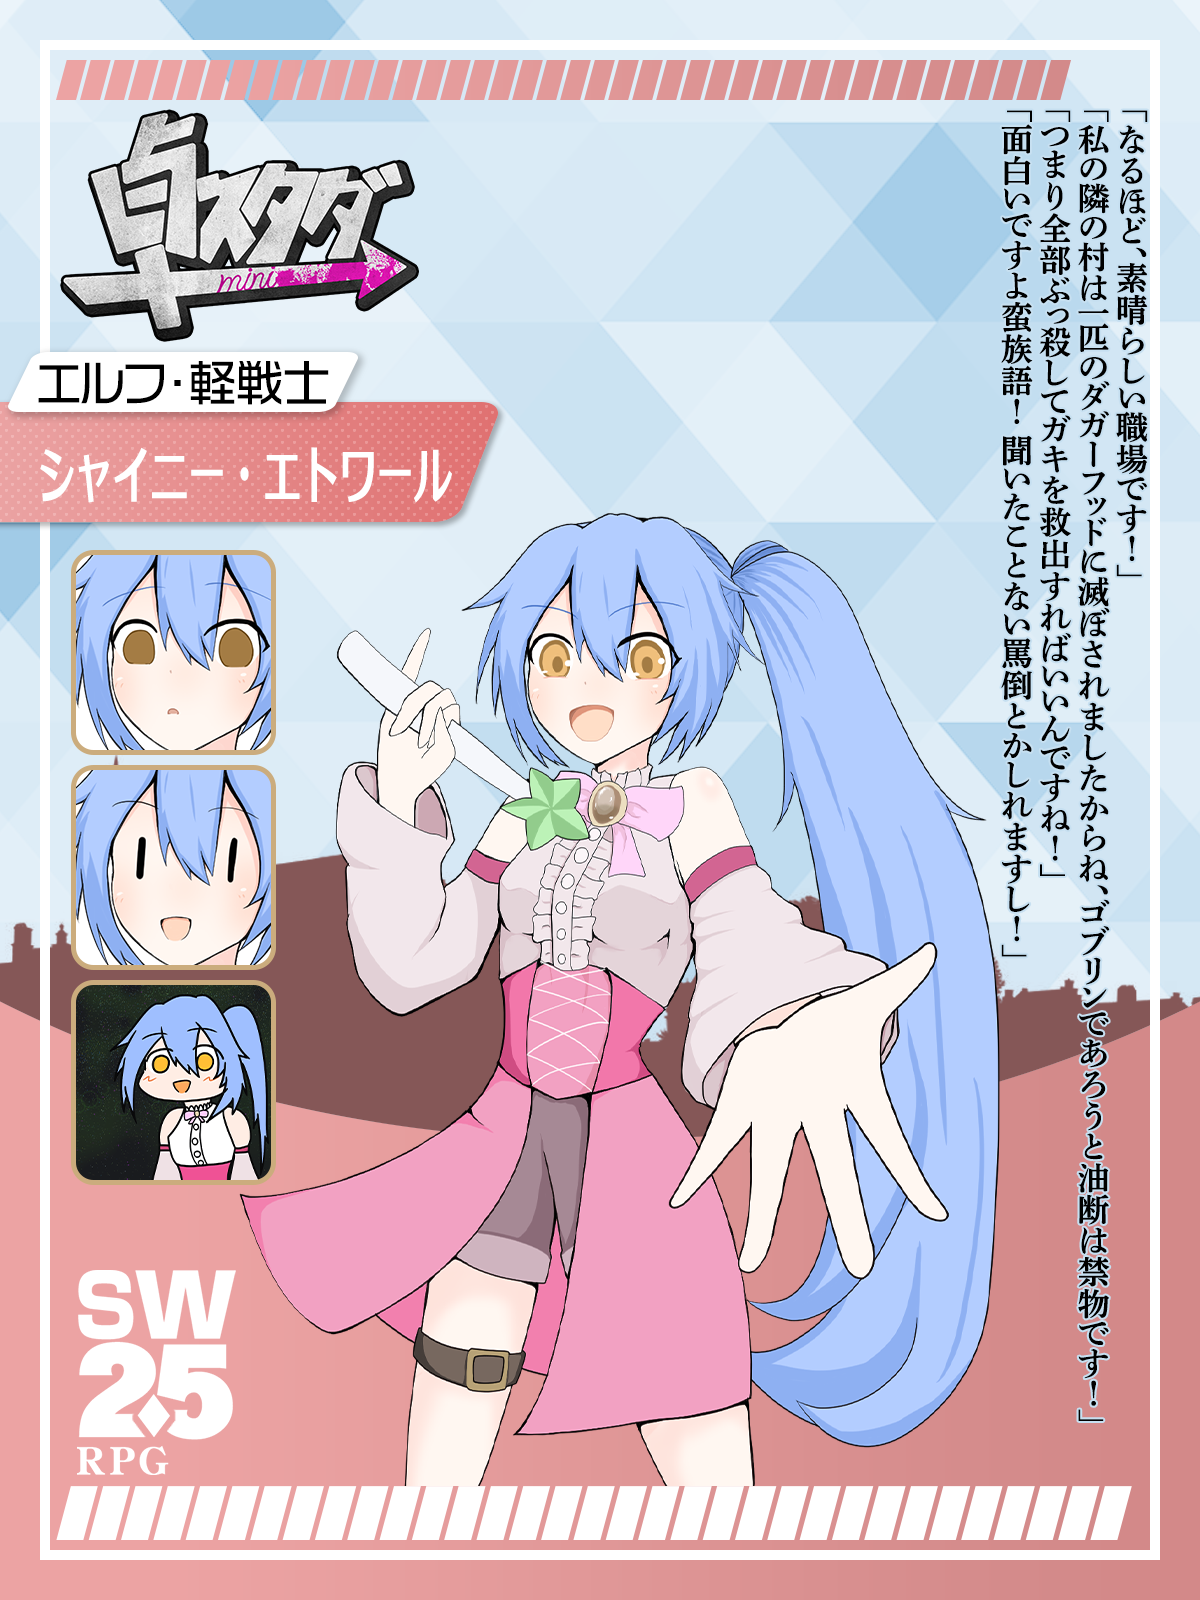 卓スタダ
mini
エルフ・軽戦士
シャイニー・エトワール
「なるほど、素晴らしい職場です！」
「私の隣の村は一匹のダガーフッドに滅ぼされましたからね、ゴブリンであろうと油断は禁物です！」
「つまり全部ぶっ殺してガキを救出すればいいんですね！」
「面白いですよ蛮族語！聞いたことない罵倒とかしれますし！」
SW
2.5
RPG